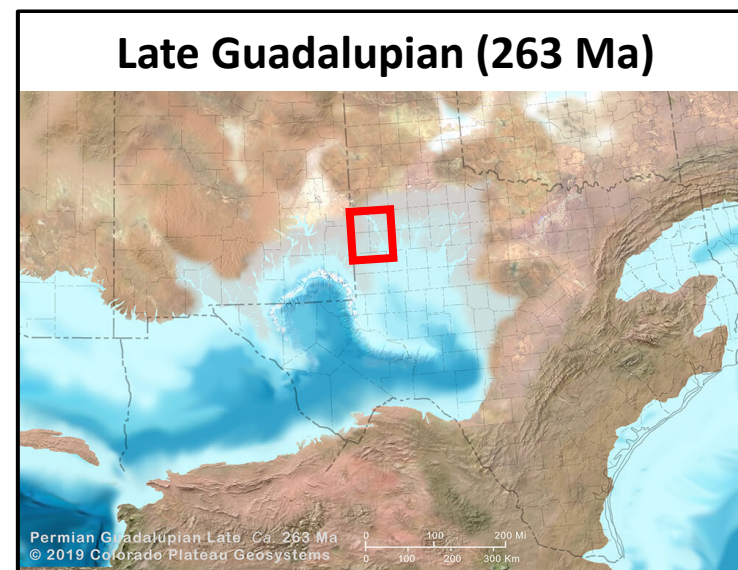 Late Guadalupian (263 Ma)
Permian Guadalupian Late, Ca. 263 Ma
© 2019 Colorado Plateau Geosystems
0 100 200 Mi
0 100 200 300 Km